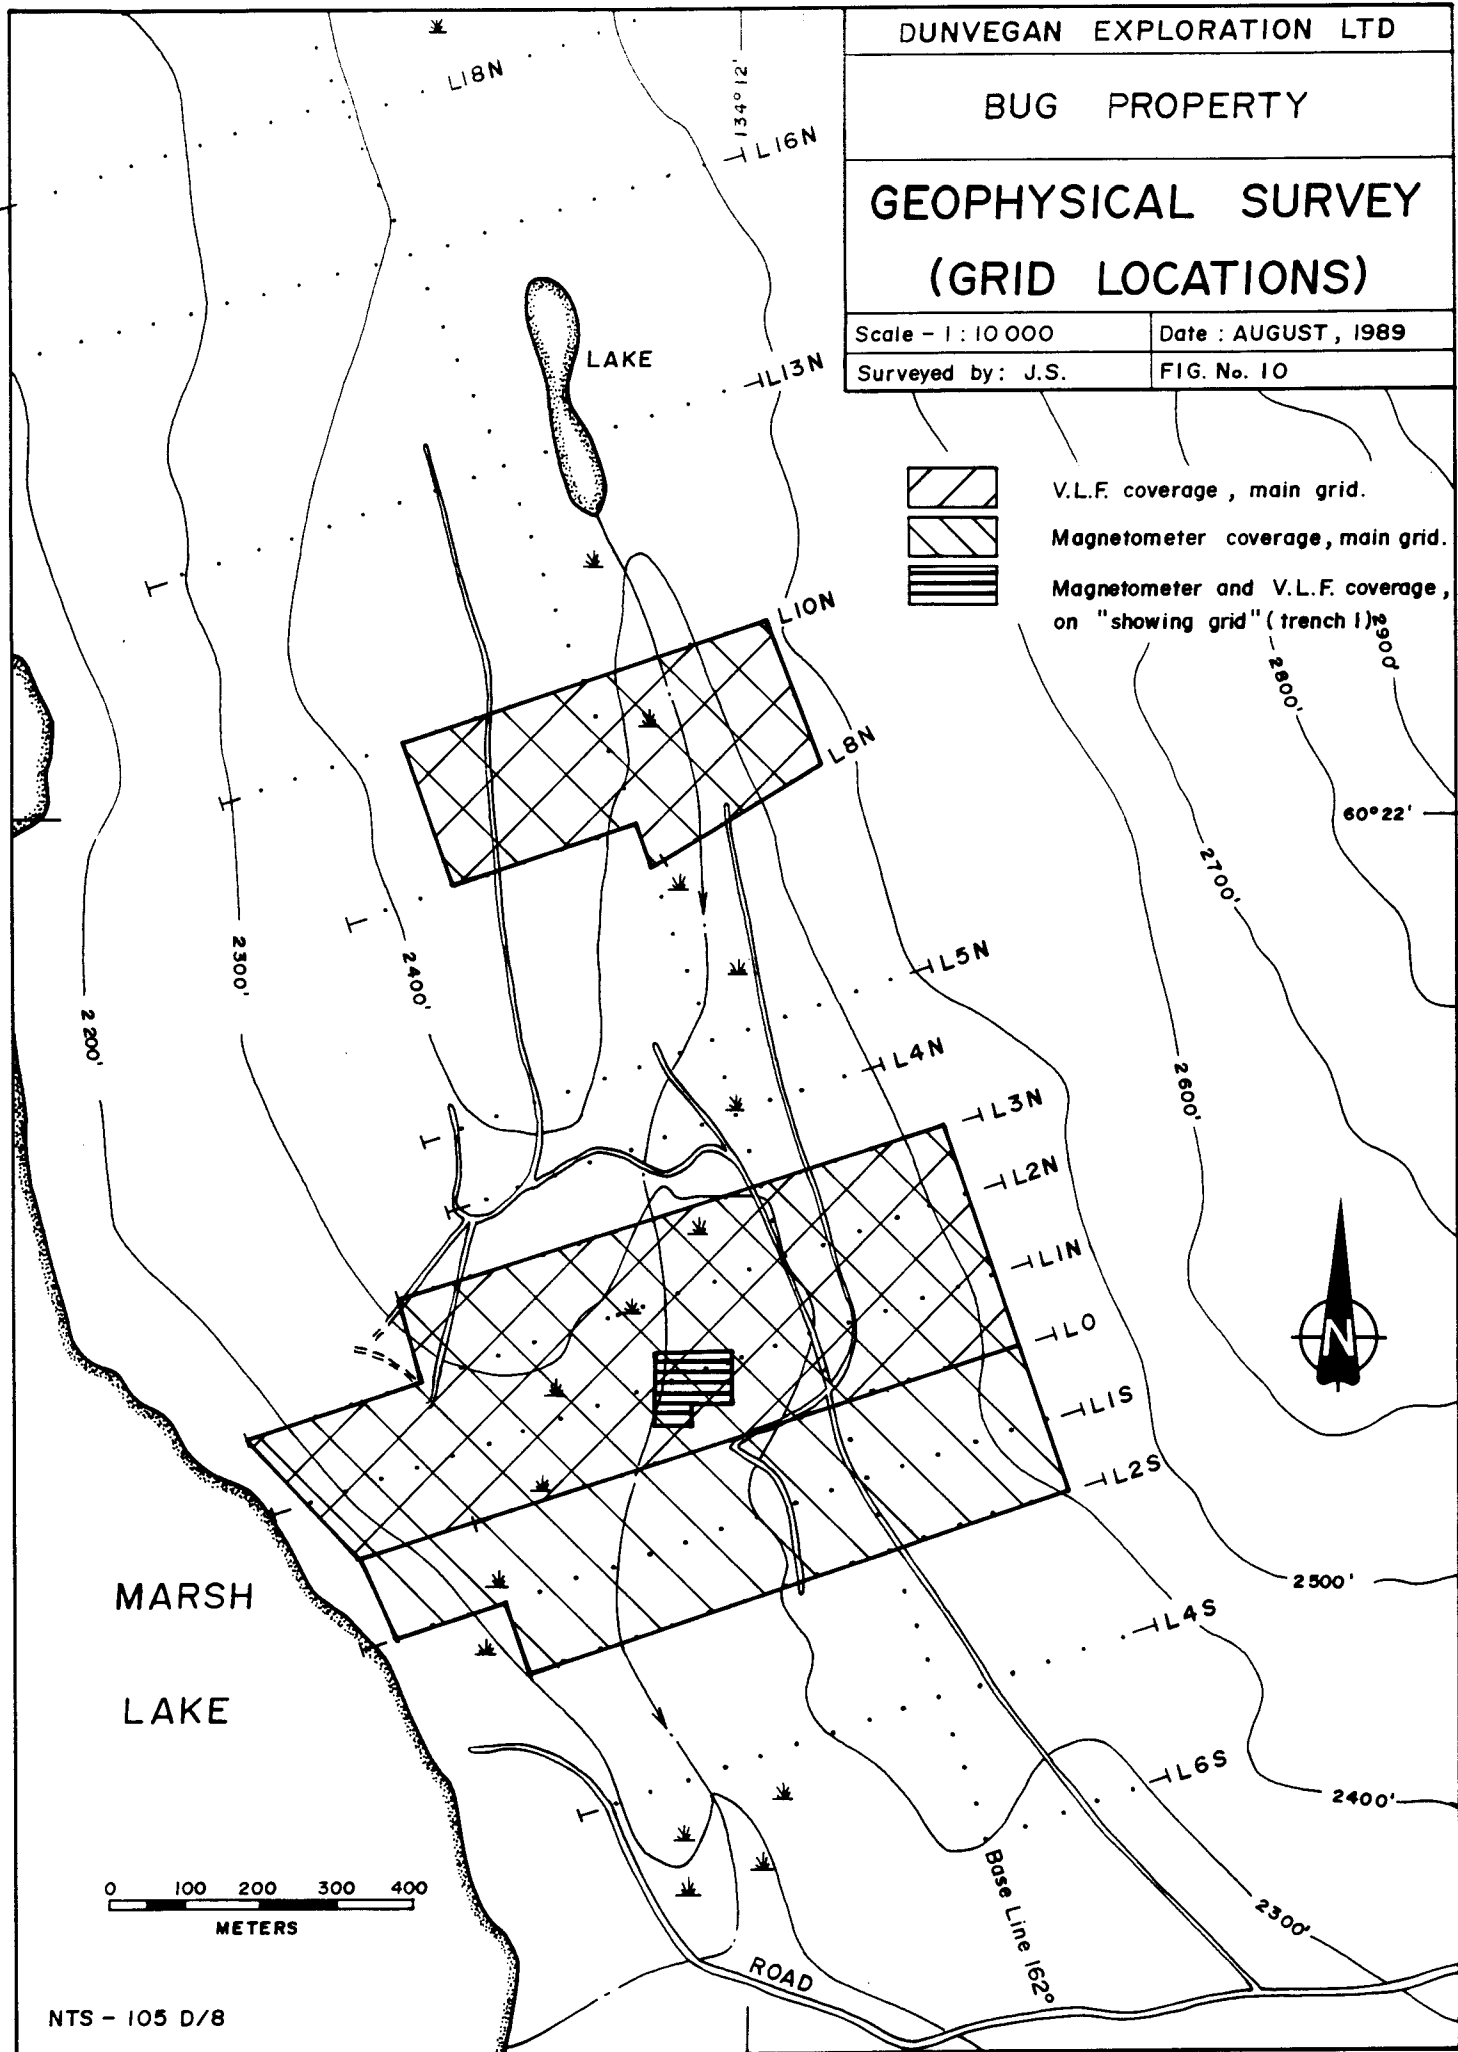 DUNVEGAN EXPLORATION LTD
BUG PROPERTY
GEOPHYSICAL SURVEY
(GRID LOCATIONS)
Scale - 1 : 10 000
Date : AUGUST, 1989
Surveyed by: J.S.
FIG. No. 10
V.L.F. coverage, main grid.
Magnetometer coverage, main grid.
Magnetometer and V.L.F. coverage,
on "showing grid" (trench 1)
L18N
134°12'
L16N
LAKE
L13N
L10N
2900'
2800'
L8N
60°22'
2700'
2300'
2400'
L5N
2200'
L4N
2600'
L3N
L2N
L1N
L0
N
L1S
L2S
2500'
MARSH
LAKE
L4S
L6S
2400'
Base Line 162°
2300'
0 100 200 300 400
METERS
ROAD
NTS - 105 D/8